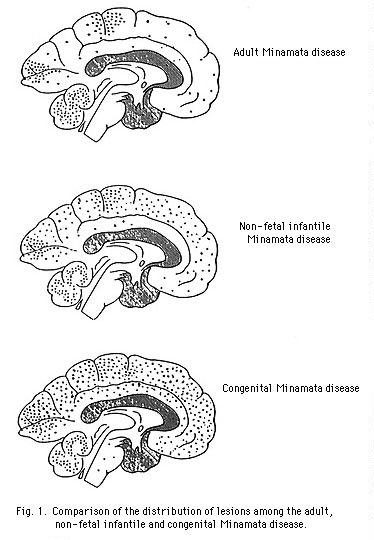 Adult Minamata disease
Non-fetal infantile
Minamata disease
Congenital Minamata disease
Fig. 1. Comparison of the distribution of lesions among the adult,
non-fetal infantile and congenital Minamata disease.